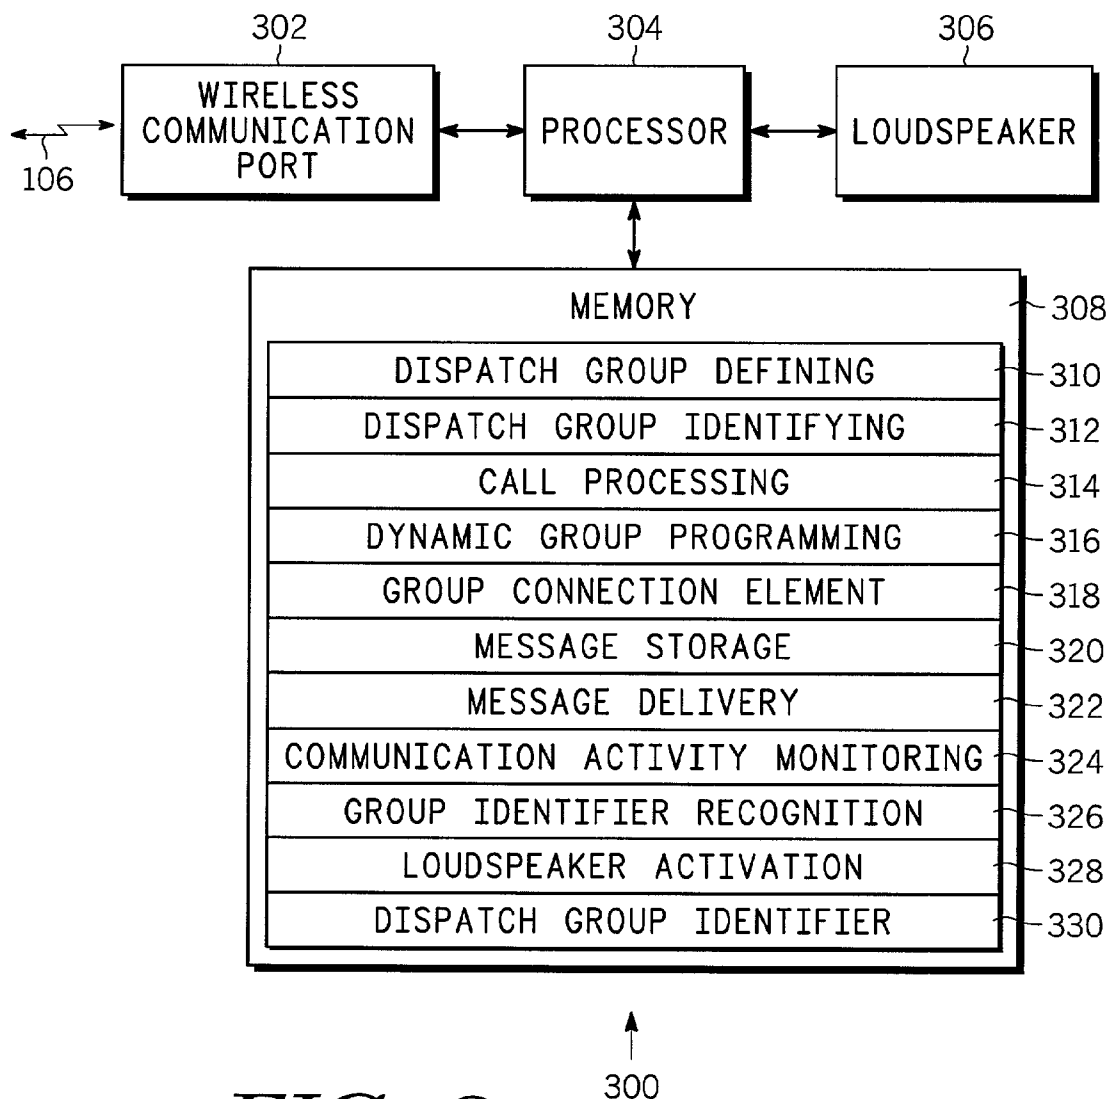 302
304
306
WIRELESS
COMMUNICATION
PORT
PROCESSOR
LOUDSPEAKER
106
MEMORY
308
DISPATCH GROUP DEFINING
310
DISPATCH GROUP IDENTIFYING
312
CALL PROCESSING
314
DYNAMIC GROUP PROGRAMMING
316
GROUP CONNECTION ELEMENT
318
MESSAGE STORAGE
320
MESSAGE DELIVERY
322
COMMUNICATION ACTIVITY MONITORING
324
GROUP IDENTIFIER RECOGNITION
326
LOUDSPEAKER ACTIVATION
328
DISPATCH GROUP IDENTIFIER
330
300